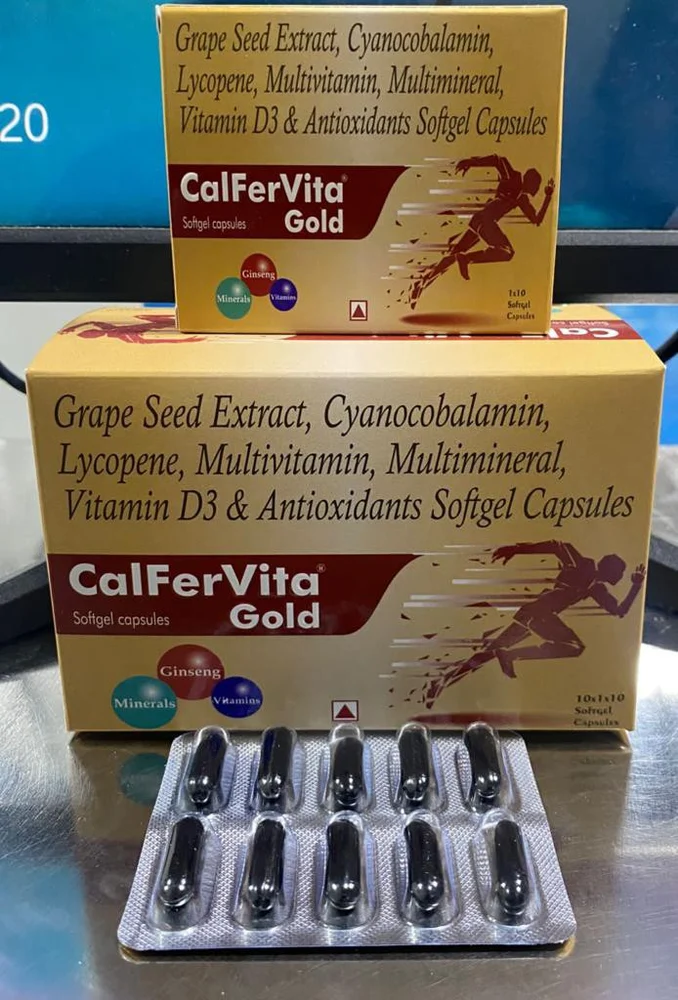 20
Grape Seed Extract, Cyanocobalamin,
Lycopene, Multivitamin, Multimineral,
Vitamin D3 & Antioxidants Softgel Capsules
CalFerVita®
Softgel capsules Gold
Ginseng
Minerals Vitamins
1x10
Softgel
Capsules
Grape Seed Extract, Cyanocobalamin,
Lycopene, Multivitamin, Multimineral,
Vitamin D3 & Antioxidants Softgel Capsules
CalFerVita®
Softgel capsules Gold
Ginseng
Minerals Vitamins
10x1x10
Softgel
Capsules